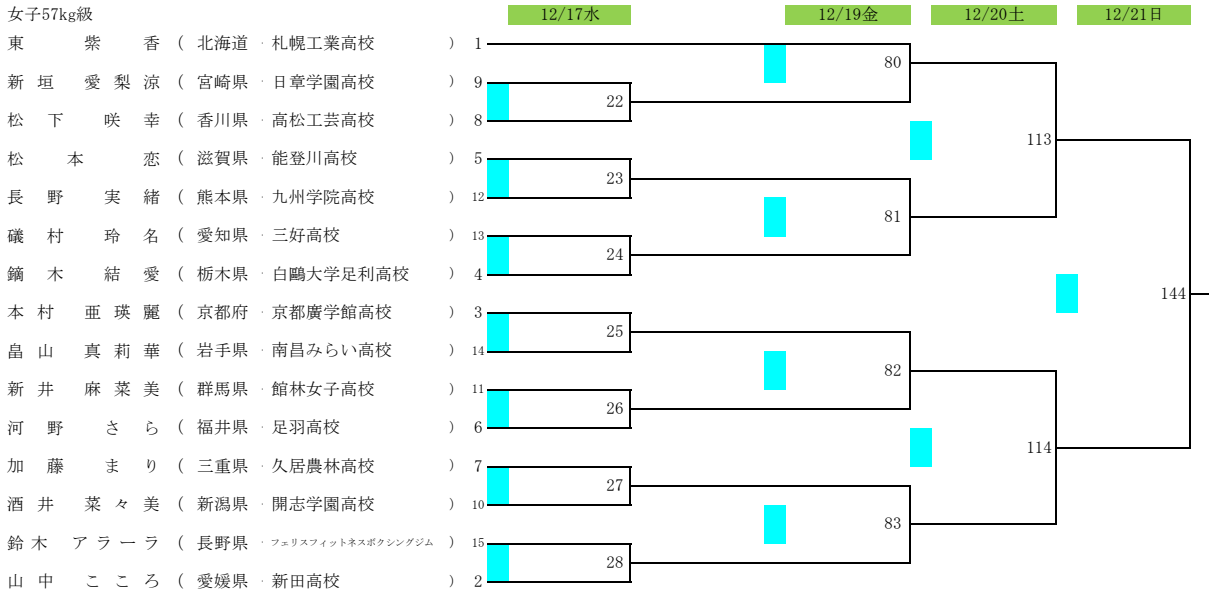 女子57kg級 12/17水 12/19金 12/20土 12/21日
東 紫 香 ( 北海道 ・ 札幌工業高校 ) 1
80
新 垣 愛 梨 涼 ( 宮崎県 ・ 日章学園高校 ) 9
22
松 下 咲 幸 ( 香川県 ・ 高松工芸高校 ) 8
113
松 本 恋 ( 滋賀県 ・ 能登川高校 ) 5
23
長 野 実 緒 ( 熊本県 ・ 九州学院高校 ) 12
81
礒 村 玲 名 ( 愛知県 ・ 三好高校 ) 13
24
鏑 木 結 愛 ( 栃木県 ・ 白鷗大学足利高校 ) 4
144
本 村 亜 瑛 麗 ( 京都府 ・ 京都廣学館高校 ) 3
25
畠 山 真 莉 華 ( 岩手県 ・ 南昌みらい高校 ) 14
82
新 井 麻 菜 美 ( 群馬県 ・ 館林女子高校 ) 11
26
河 野 さ ら ( 福井県 ・ 足羽高校 ) 6
114
加 藤 ま り ( 三重県 ・ 久居農林高校 ) 7
27
酒 井 菜 々 美 ( 新潟県 ・ 開志学園高校 ) 10
83
鈴 木 ア ラ ー ラ ( 長野県 ・ フェリスフィットネスボクシングジム ) 15
28
山 中 こ こ ろ ( 愛媛県 ・ 新田高校 ) 2